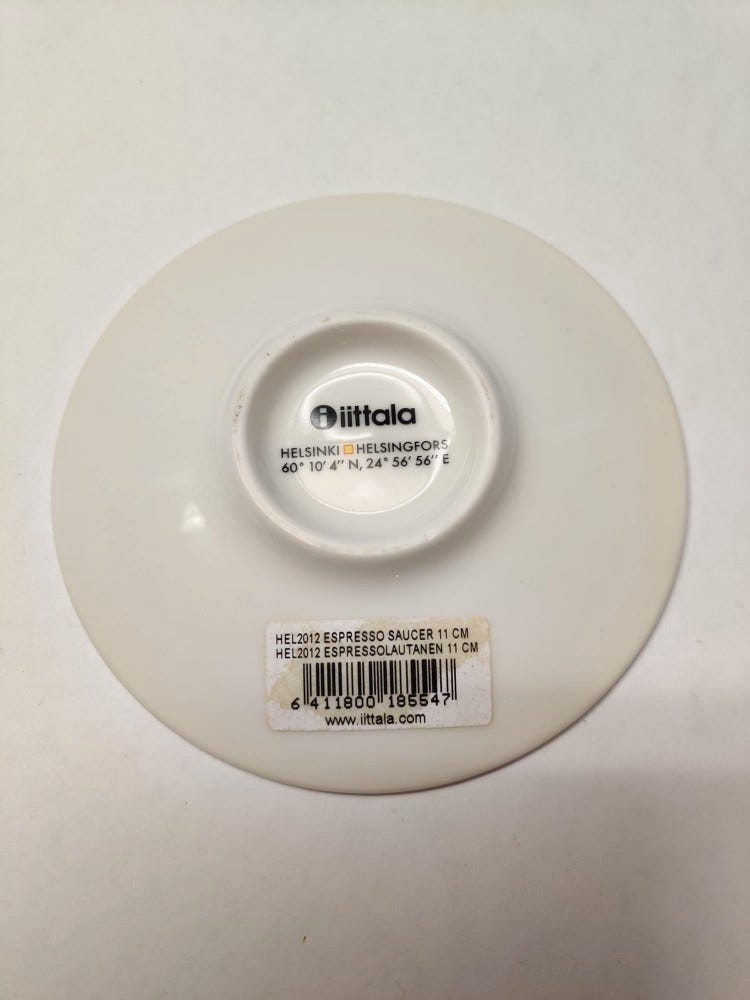 i iittala
HELSINKI HELSINGFORS
60° 10' 4" N, 24° 56' 56" E
HEL2012 ESPRESSO SAUCER 11 CM
HEL2012 ESPRESSOLAUTANEN 11 CM
6 411800 185547
www.iittala.com